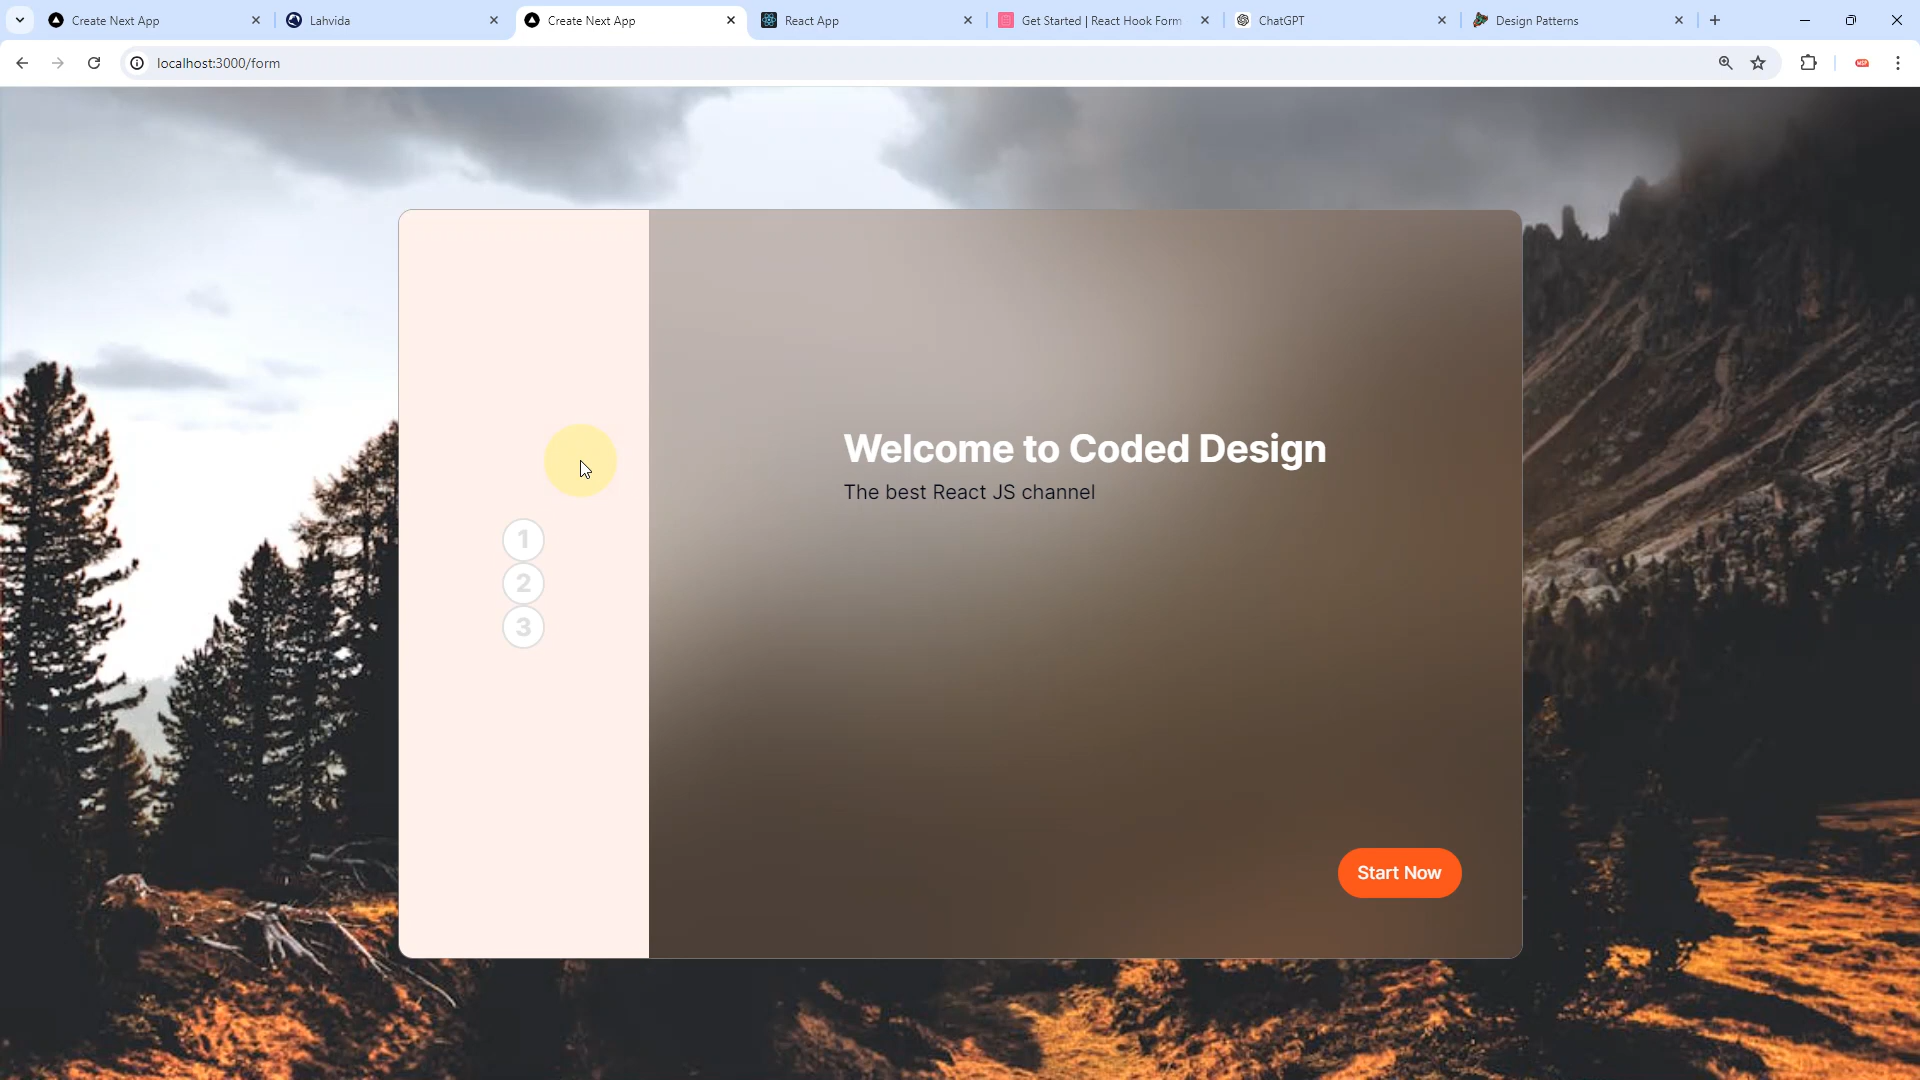 Create Next App
Lahvida
Create Next App
React App
Get Started | React Hook Form
ChatGPT
Design Patterns
localhost:3000/form
1
2
3
Welcome to Coded Design
The best React JS channel
Start Now